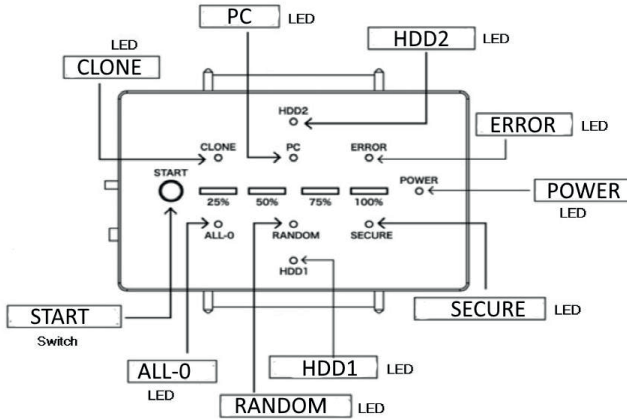 PC LED
HDD2 LED
LED
CLONE
HDD2
ERROR LED
CLONE PC ERROR
START
POWER
25% 50% 75% 100%
POWER
LED
ALL-0 RANDOM SECURE
HDD1
SECURE LED
START
Switch
HDD1 LED
ALL-0
LED
RANDOM LED